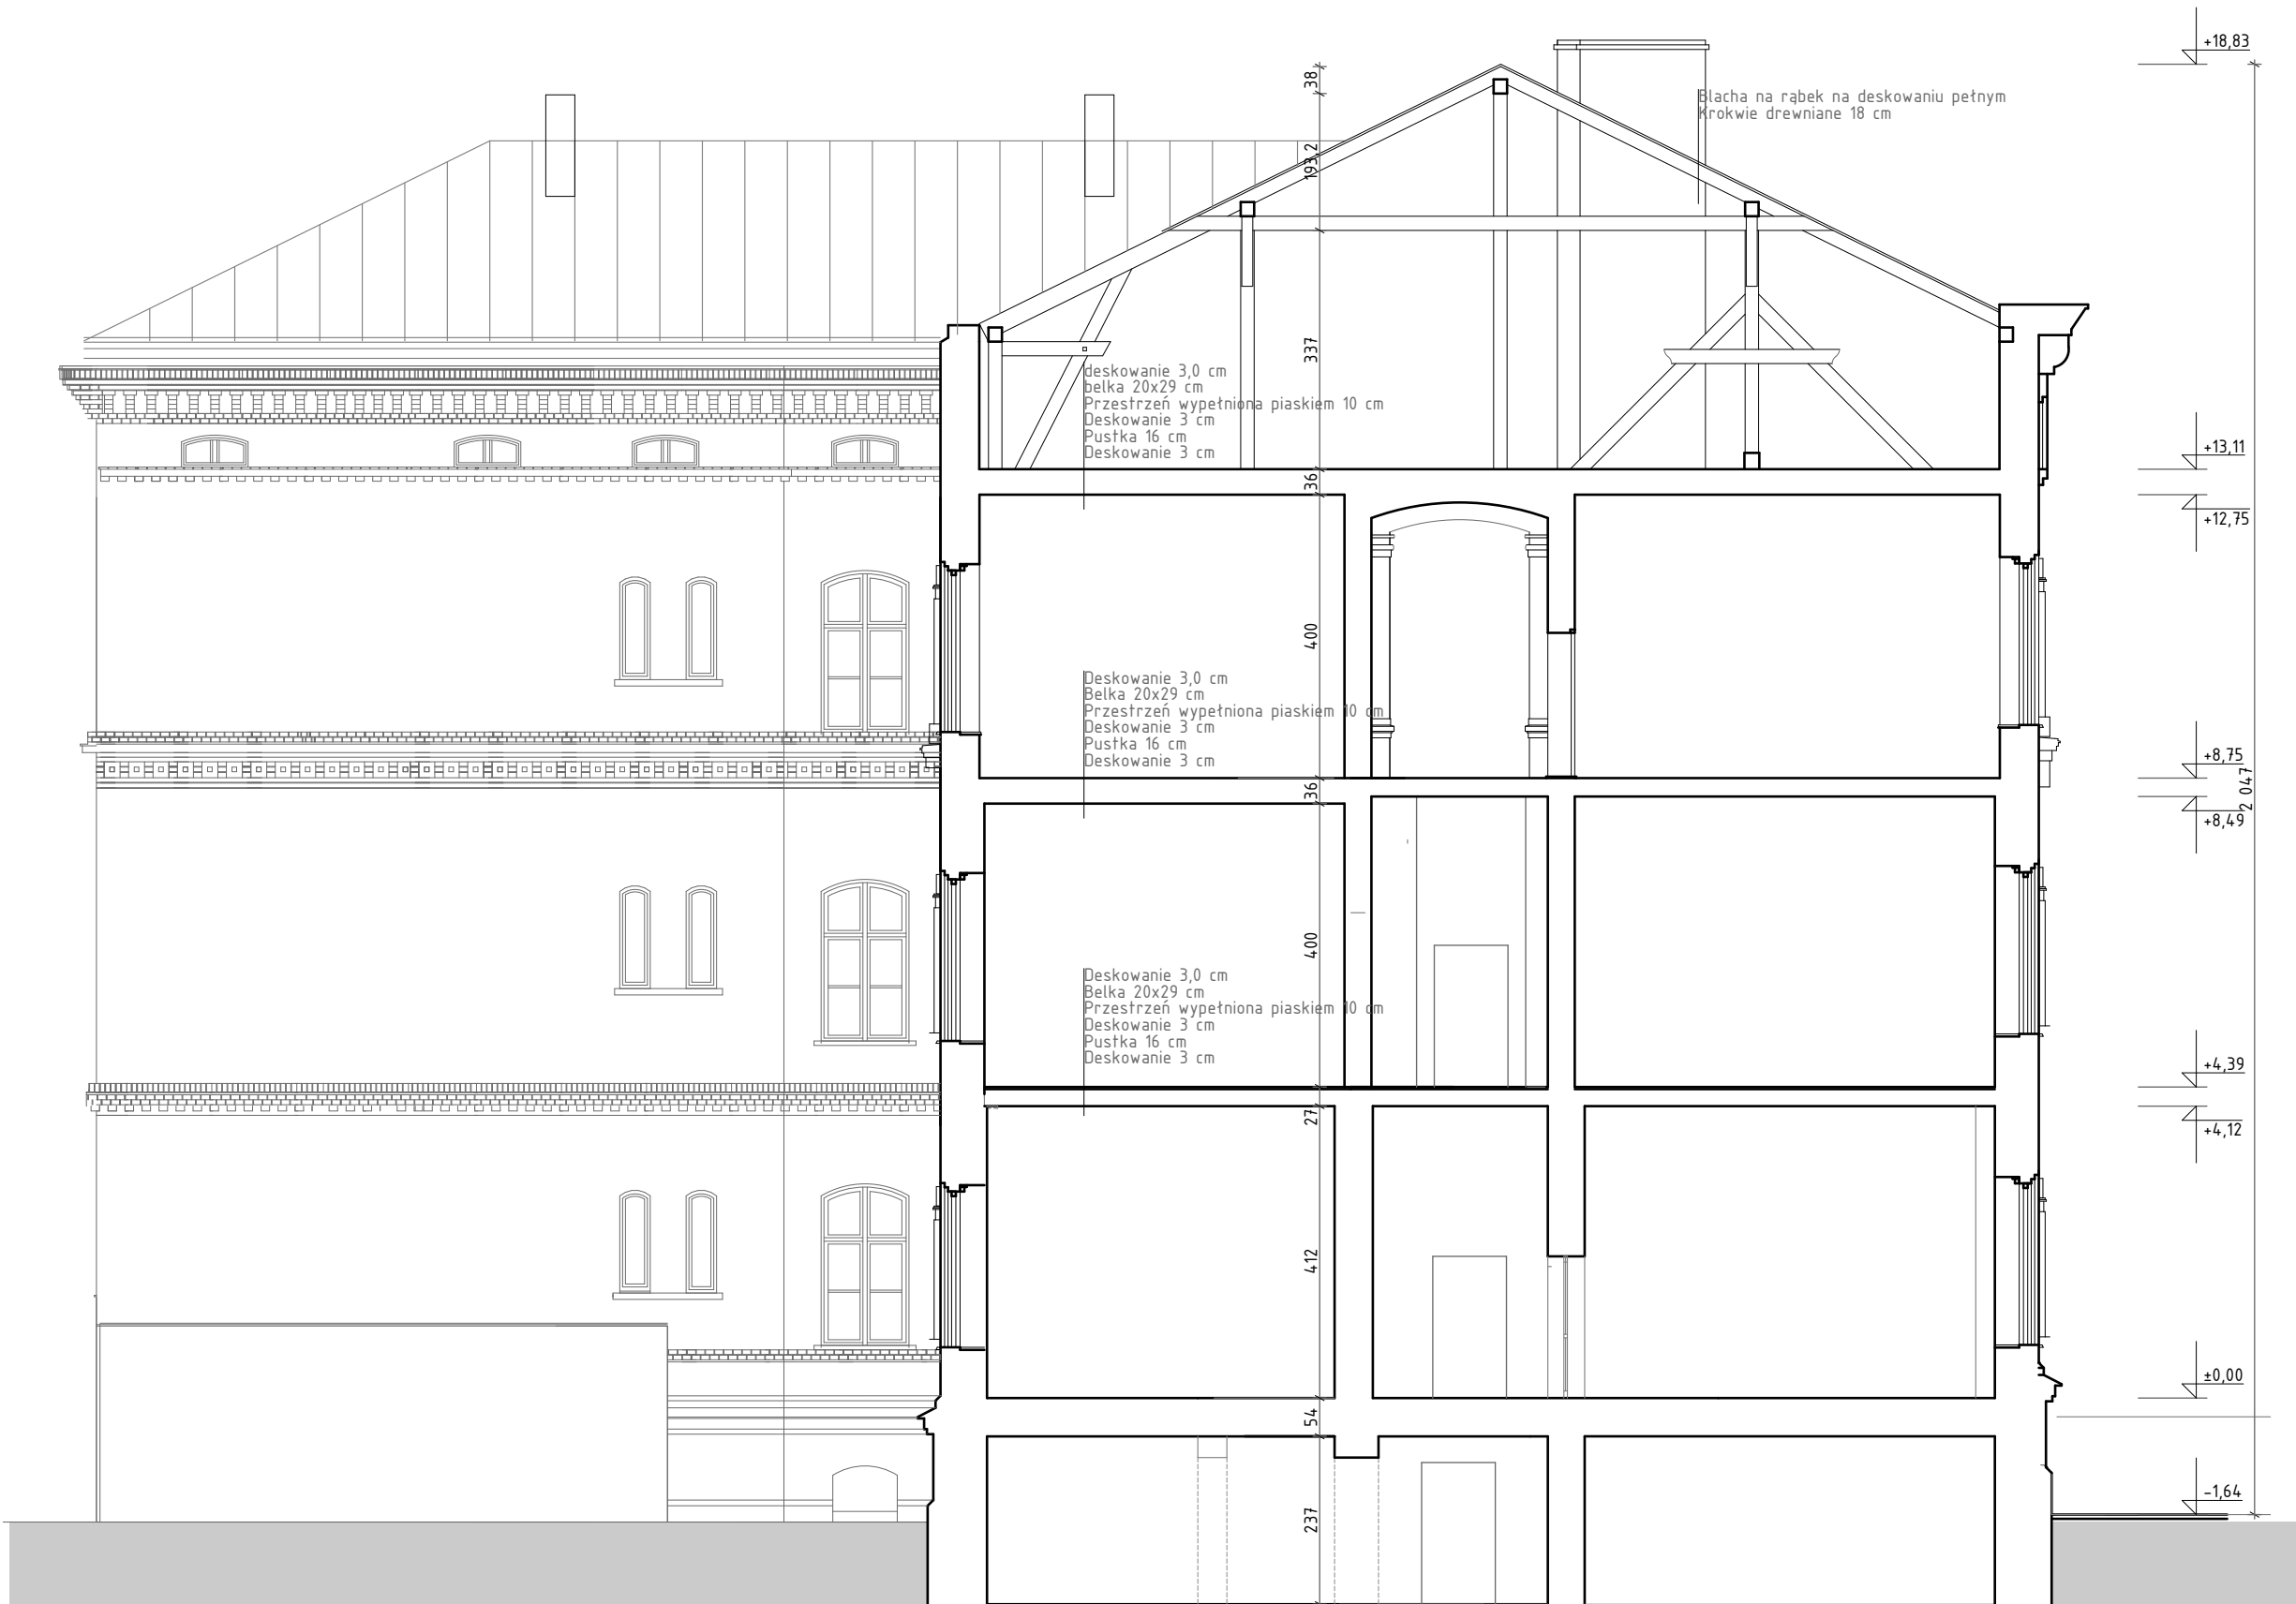 +18,83
38
Blacha na rąbek na deskowaniu pełnym
Krokwie drewniane 18 cm
193,2
337
deskowanie 3,0 cm
belka 20x29 cm
Przestrzeń wypełniona piaskiem 10 cm
Deskowanie 3 cm
Pustka 16 cm
Deskowanie 3 cm
+13,11
36
+12,75
400
Deskowanie 3,0 cm
Belka 20x29 cm
Przestrzeń wypełniona piaskiem 10 cm
Deskowanie 3 cm
Pustka 16 cm
Deskowanie 3 cm
+8,75
2 047
36
+8,49
400
Deskowanie 3,0 cm
Belka 20x29 cm
Przestrzeń wypełniona piaskiem 10 cm
Deskowanie 3 cm
Pustka 16 cm
Deskowanie 3 cm
+4,39
27
+4,12
412
±0,00
54
-1,64
237